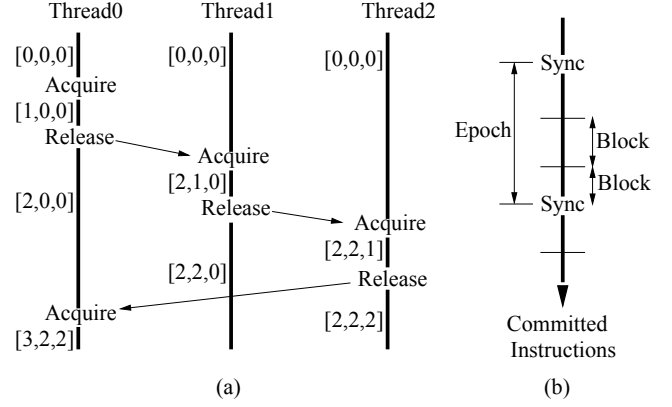 Thread0 Thread1 Thread2
[0,0,0] [0,0,0] [0,0,0] Sync
Acquire
[1,0,0]
Release Epoch Block
Acquire
[2,1,0] Block
[2,0,0] Release Sync
Acquire
[2,2,1]
[2,2,0] Release
Acquire
[2,2,2] Committed
[3,2,2] Instructions
(a) (b)